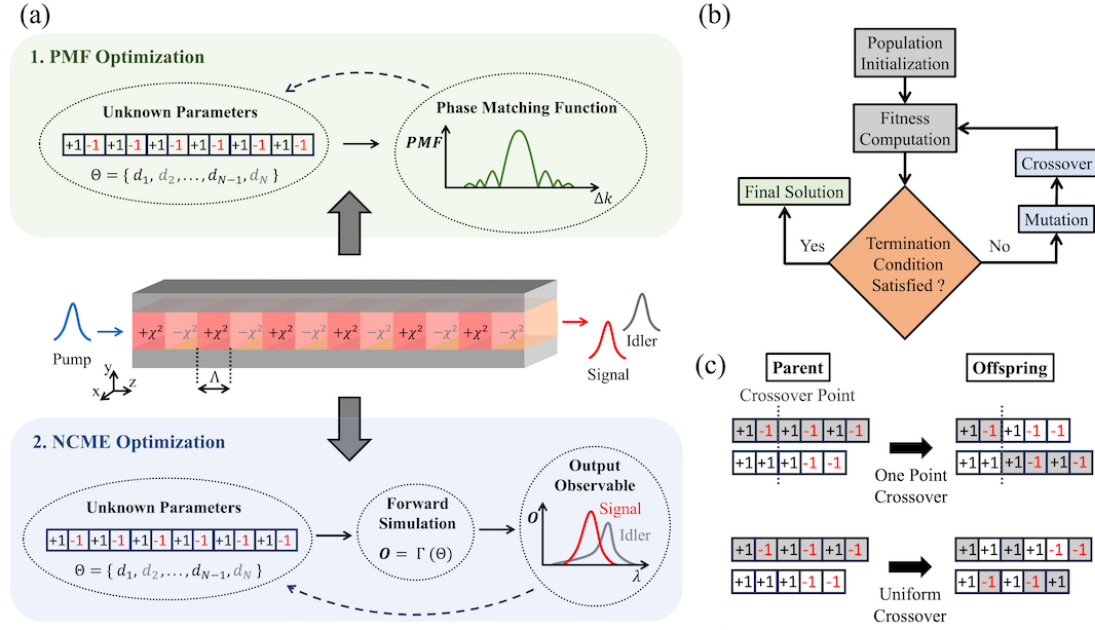 (a)
1. PMF Optimization
Unknown Parameters
+1 -1 +1 -1 +1 -1 +1 -1 +1 -1 +1 -1
Θ = { d₁, d₂,…, d_N−1, d_N }
Phase Matching Function
PMF
Δk
+χ² −χ² +χ² −χ² +χ² −χ² +χ² −χ² +χ² −χ² +χ² −χ²
Pump
Λ
y
x
z
Signal
Idler
2. NCME Optimization
Unknown Parameters
+1 -1 +1 -1 +1 -1 +1 -1 +1 -1 +1 -1
Θ = { d₁, d₂,…, d_N−1, d_N }
Forward
Simulation
O = Γ (Θ)
Output
Observable
O
Signal
Idler
λ
(b)
Population
Initialization
Fitness
Computation
Crossover
Mutation
Final Solution
Yes
No
Termination
Condition
Satisfied ?
(c)
Parent
Offspring
Crossover Point
+1 -1 +1 -1 +1 -1
+1 -1 +1 -1 -1
+1 +1 +1 -1 -1
+1 +1 +1 -1 +1 -1
One Point
Crossover
+1 -1 +1 -1 +1 -1
+1 +1 +1 +1 -1 -1
+1 +1 +1 -1 -1
+1 -1 +1 -1 +1
Uniform
Crossover